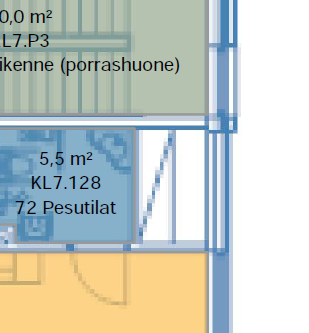 0,0 m²
L7.P3
ikenne (porrashuone)
5,5 m²
KL7.128
72 Pesutilat